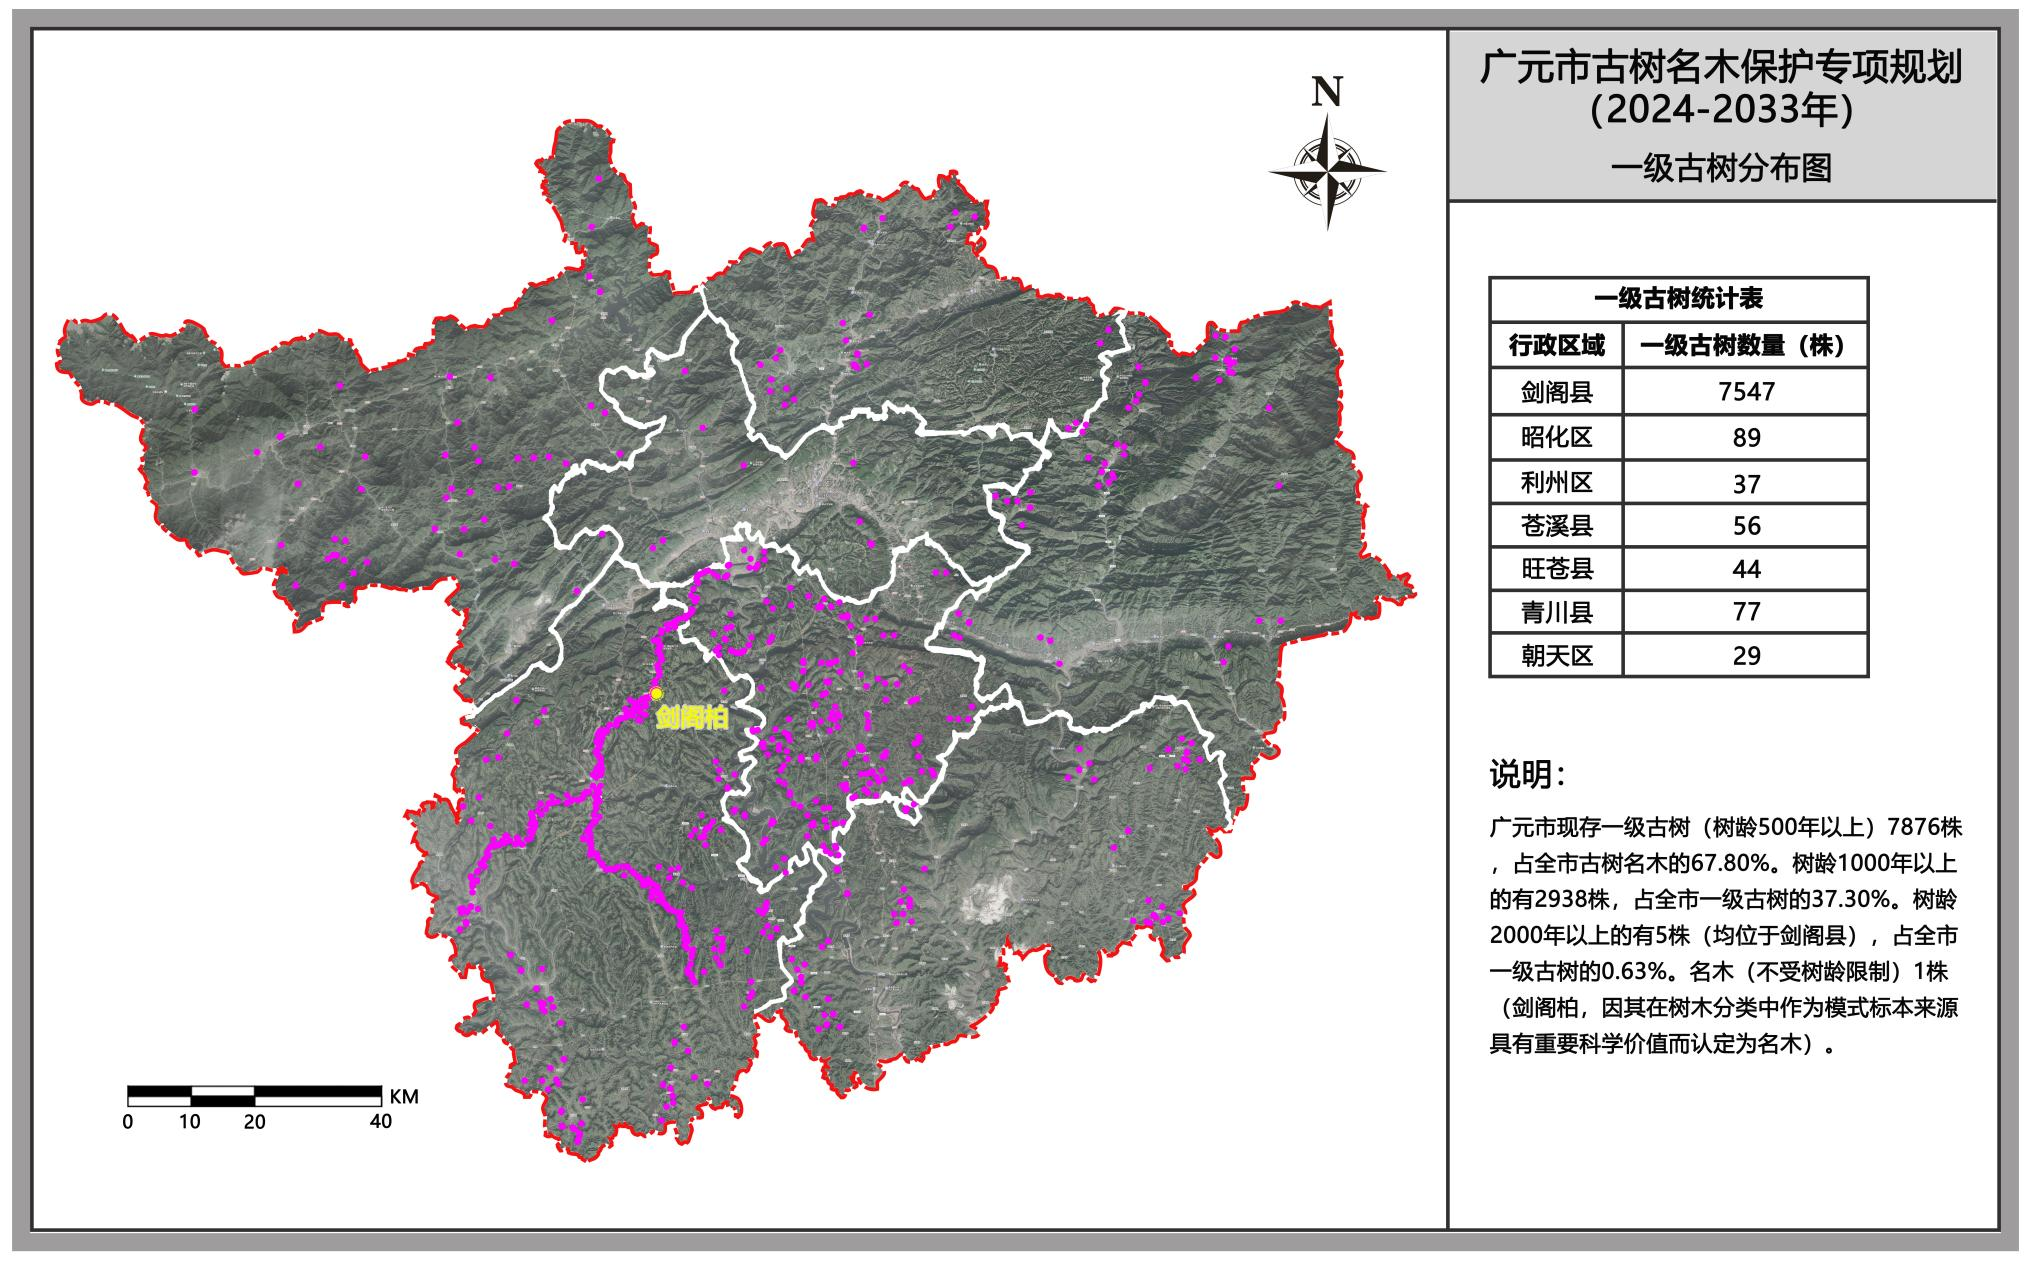 广元市古树名木保护专项规划
（2024-2033年）
一级古树分布图
N
一级古树统计表
行政区域 一级古树数量（株）
剑阁县 7547
昭化区 89
利州区 37
苍溪县 56
旺苍县 44
青川县 77
朝天区 29
剑阁柏
说明：
广元市现存一级古树（树龄500年以上）7876株
，占全市古树名木的67.80%。树龄1000年以上
的有2938株，占全市一级古树的37.30%。树龄
2000年以上的有5株（均位于剑阁县），占全市
一级古树的0.63%。名木（不受树龄限制）1株
（剑阁柏，因其在树木分类中作为模式标本来源
具有重要科学价值而认定为名木）。
KM
0 10 20 40